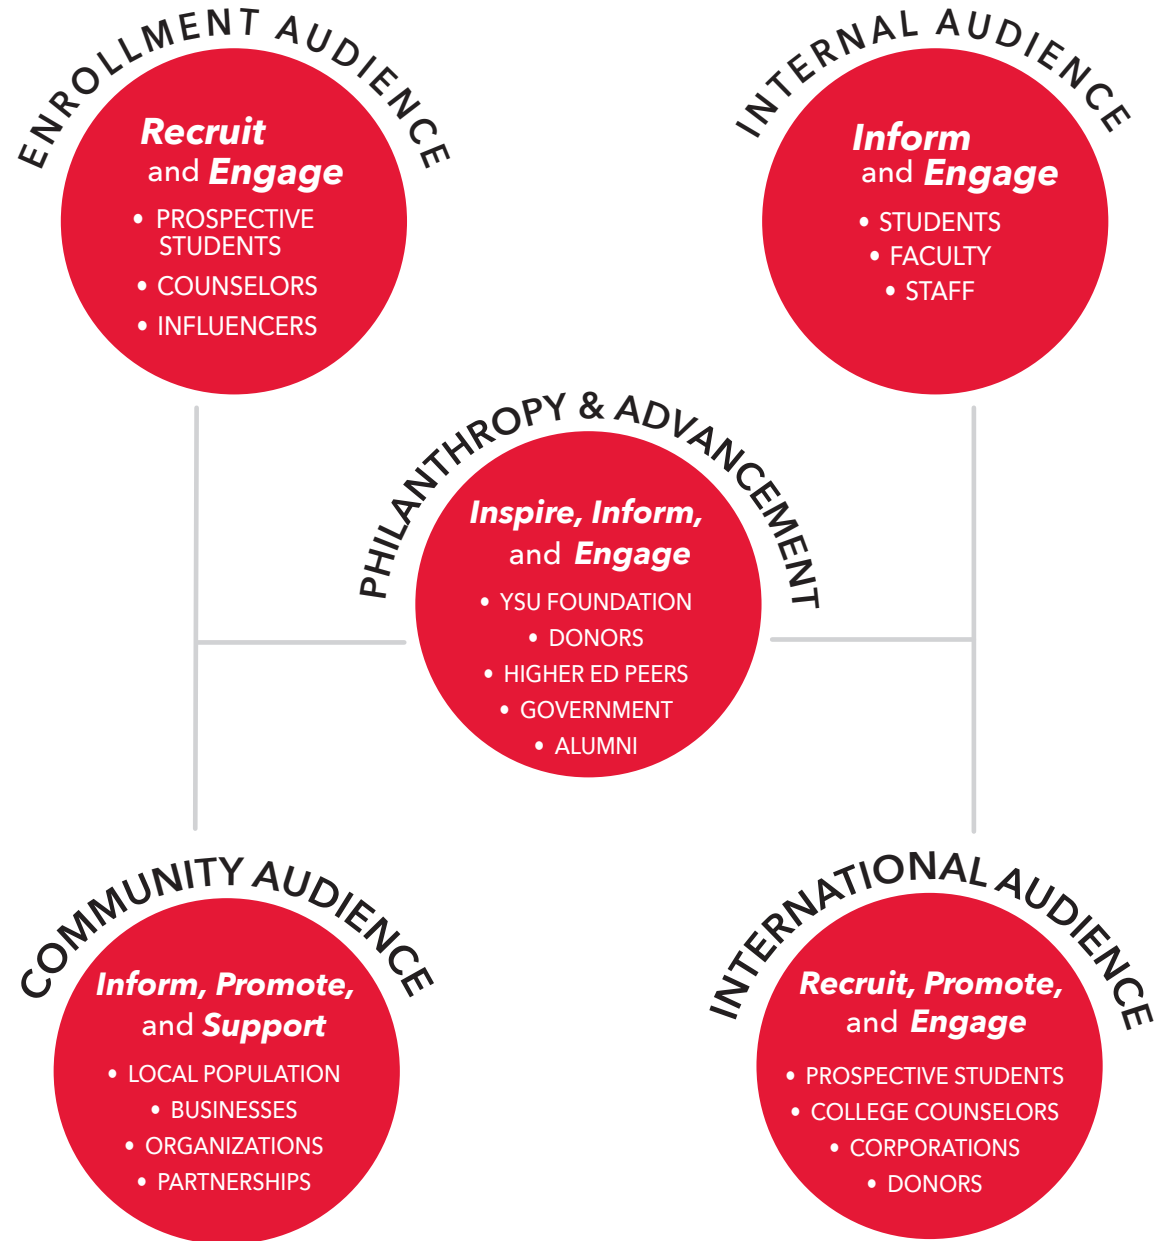 ENROLLMENT AUDIENCE
Recruit
and Engage
• PROSPECTIVE
STUDENTS
• COUNSELORS
• INFLUENCERS
INTERNAL AUDIENCE
Inform
and Engage
• STUDENTS
• FACULTY
• STAFF
PHILANTHROPY & ADVANCEMENT
Inspire, Inform,
and Engage
• YSU FOUNDATION
• DONORS
• HIGHER ED PEERS
• GOVERNMENT
• ALUMNI
COMMUNITY AUDIENCE
Inform, Promote,
and Support
• LOCAL POPULATION
• BUSINESSES
• ORGANIZATIONS
• PARTNERSHIPS
INTERNATIONAL AUDIENCE
Recruit, Promote,
and Engage
• PROSPECTIVE STUDENTS
• COLLEGE COUNSELORS
• CORPORATIONS
• DONORS